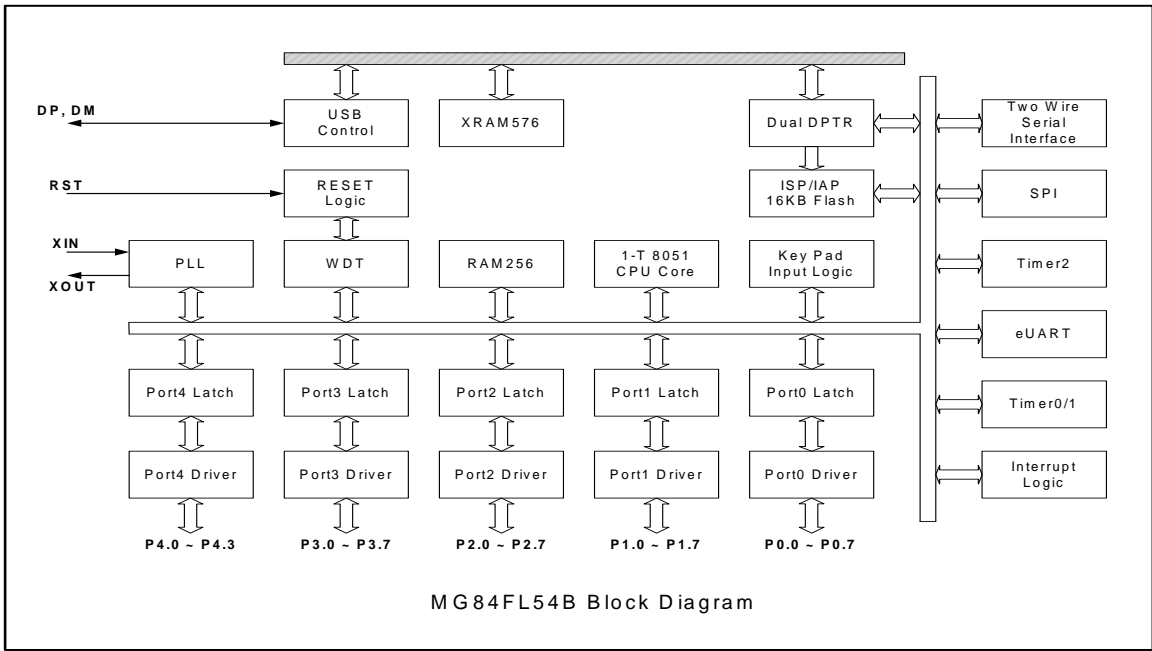 DP, DM
USB
Control
XRAM576
Dual DPTR
Two Wire
Serial
Interface
RST
RESET
Logic
ISP/IAP
16KB Flash
SPI
XIN
XOUT
PLL
WDT
RAM256
1-T 8051
CPU Core
Key Pad
Input Logic
Timer2
eUART
Port4 Latch
Port3 Latch
Port2 Latch
Port1 Latch
Port0 Latch
Timer0/1
Port4 Driver
Port3 Driver
Port2 Driver
Port1 Driver
Port0 Driver
Interrupt
Logic
P4.0 ~ P4.3
P3.0 ~ P3.7
P2.0 ~ P2.7
P1.0 ~ P1.7
P0.0 ~ P0.7
MG84FL54B Block Diagram